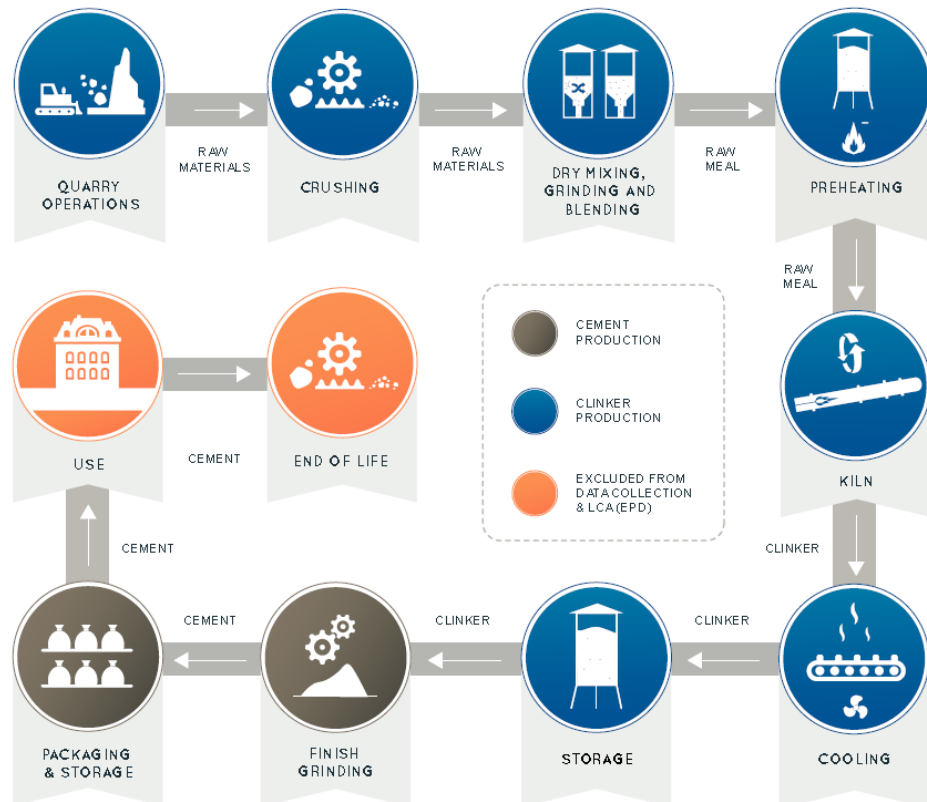 RAW
MATERIALS
RAW
MATERIALS
RAW
MEAL
QUARRY
OPERATIONS
CRUSHING
DRY MIXING,
GRINDING AND
BLENDING
PREHEATING
RAW
MEAL
CEMENT
PRODUCTION
CLINKER
PRODUCTION
EXCLUDED FROM
DATA COLLECTION
& LCA(EPD)
USE
CEMENT
END OF LIFE
KILN
CEMENT
CLINKER
CEMENT
CLINKER
CLINKER
PACKAGING
& STORAGE
FINISH
GRINDING
STORAGE
COOLING